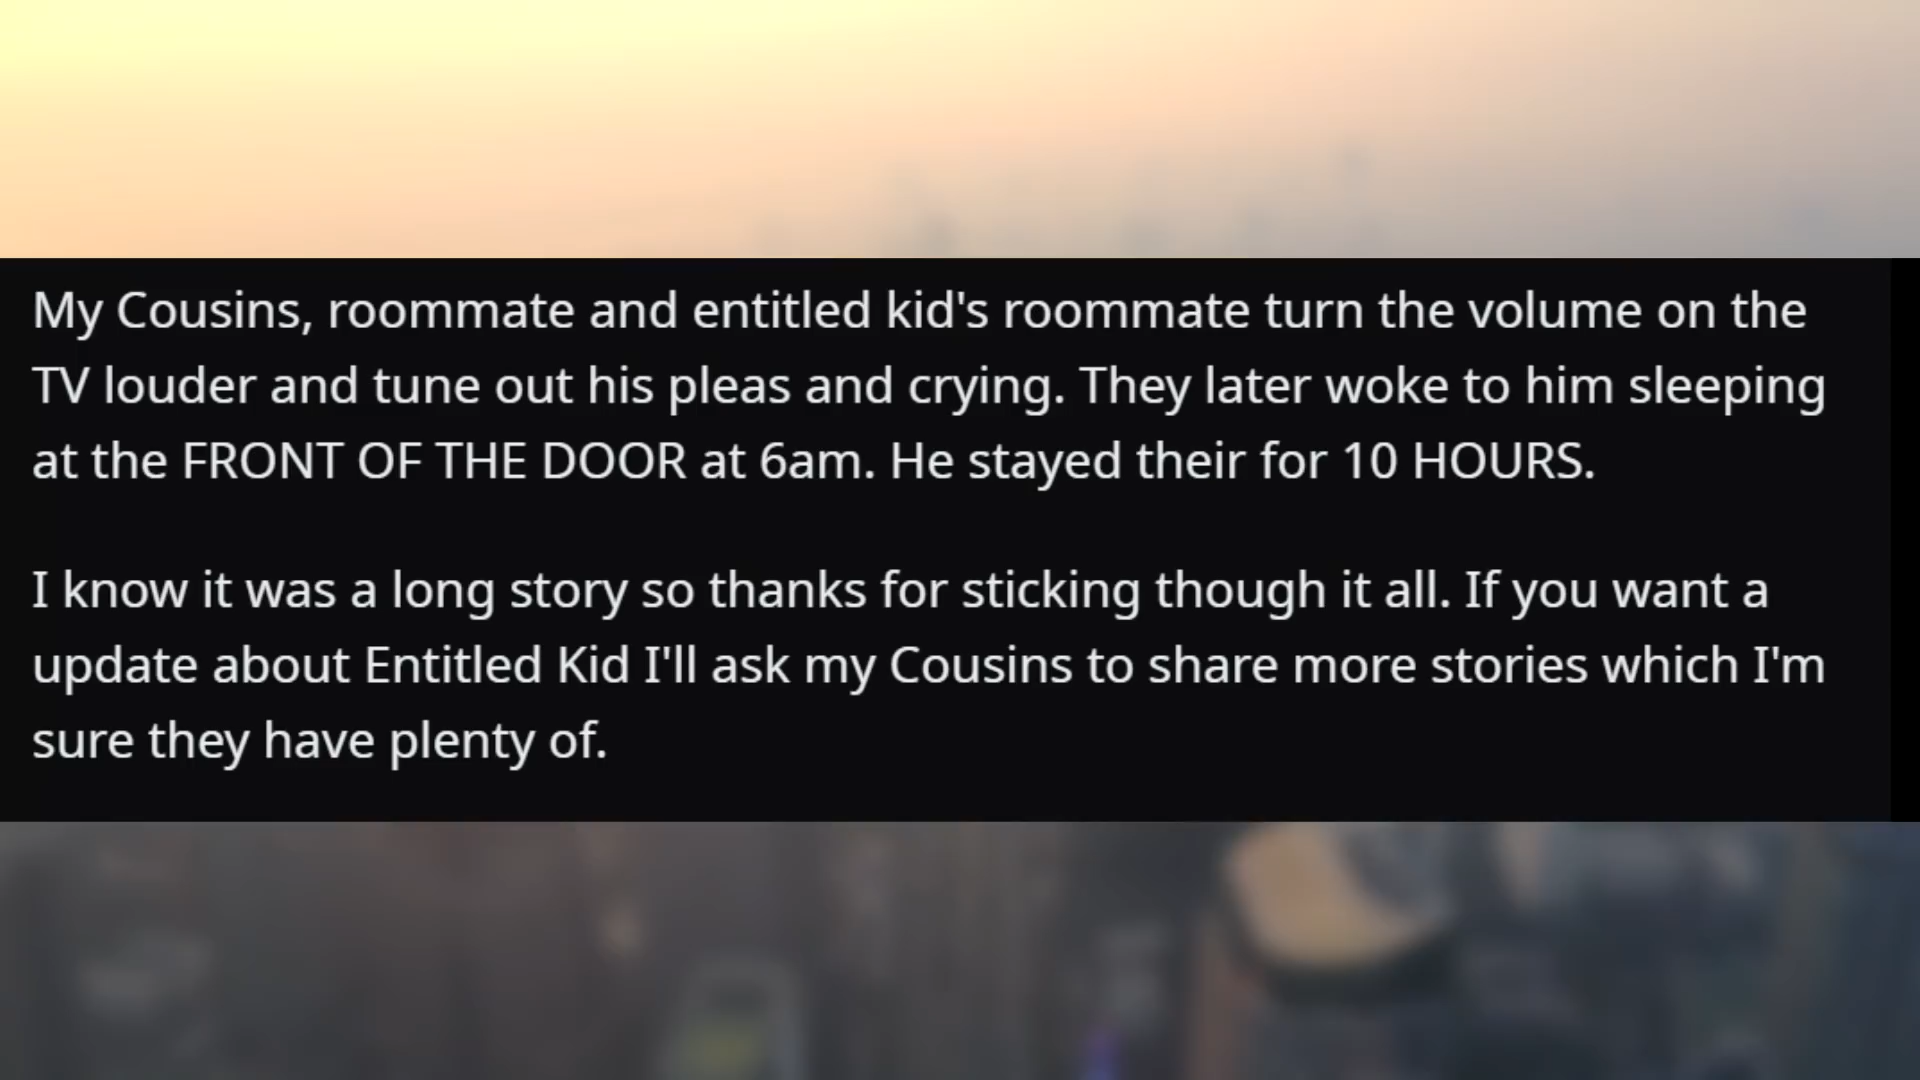 My Cousins, roommate and entitled kid's roommate turn the volume on the
TV louder and tune out his pleas and crying. They later woke to him sleeping
at the FRONT OF THE DOOR at 6am. He stayed their for 10 HOURS.
I know it was a long story so thanks for sticking though it all. If you want a
update about Entitled Kid I'll ask my Cousins to share more stories which I'm
sure they have plenty of.